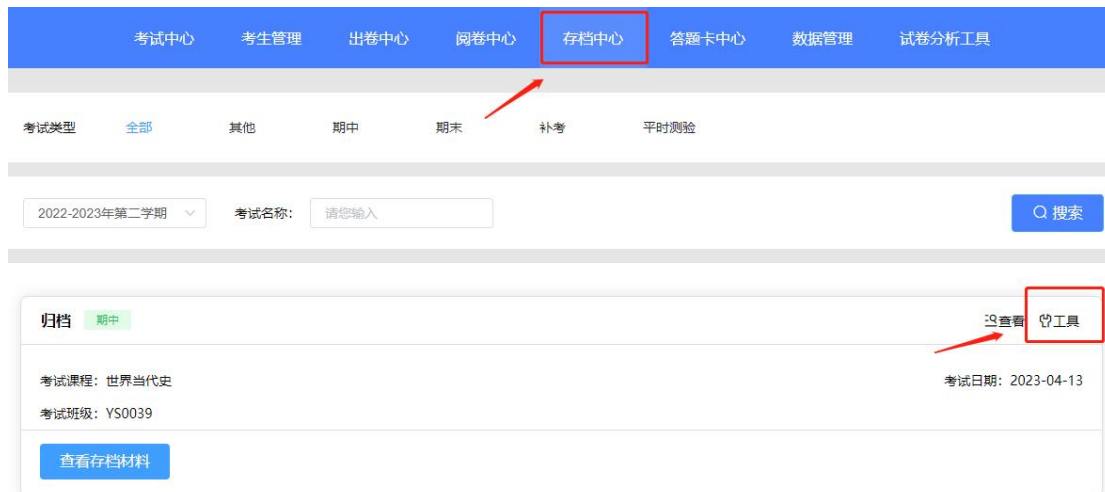 考试中心 考生管理 出卷中心 阅卷中心 存档中心 答题卡中心 数据管理 试卷分析工具
考试类型 全部 其他 期中 期末 补考 平时测验
2022-2023年第二学期 考试名称： 请您输入 搜索
归档 期中 查看 工具
考试课程：世界当代史 考试日期：2023-04-13
考试班级：YS0039
查看存档材料